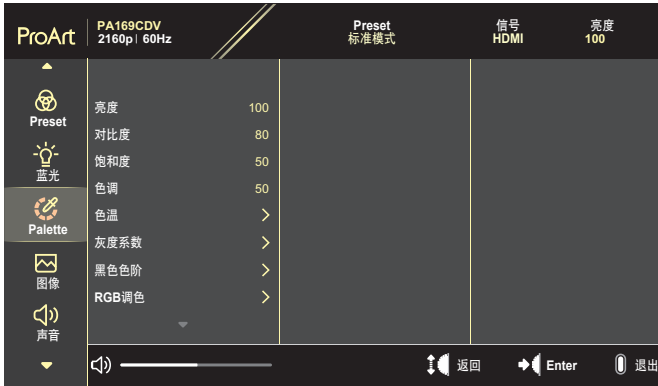 ProArt
PA169CDV
2160p | 60Hz
Preset
标准模式
信号
HDMI
亮度
100
Preset
蓝光
Palette
图像
声音
亮度 100
对比度 80
饱和度 50
色调 50
色温
灰度系数
黑色色阶
RGB调色
返回
Enter
退出